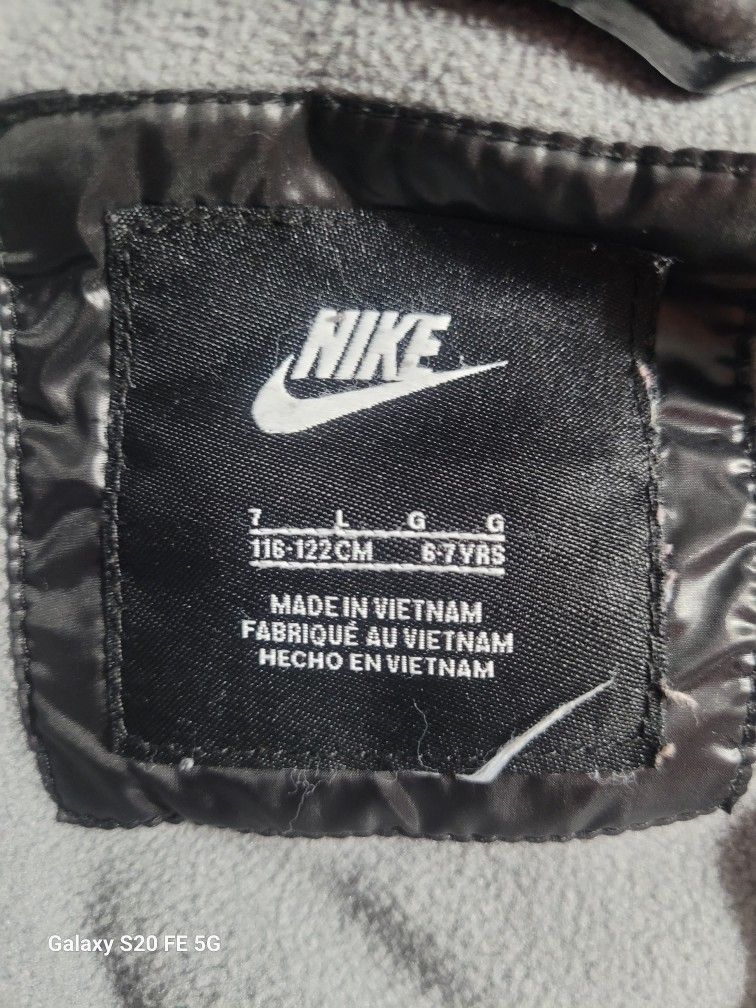 NIKE
7 L G G
116-122CM 6-7YRS
MADE IN VIETNAM
FABRIQUÉ AU VIETNAM
HECHO EN VIETNAM
Galaxy S20 FE 5G